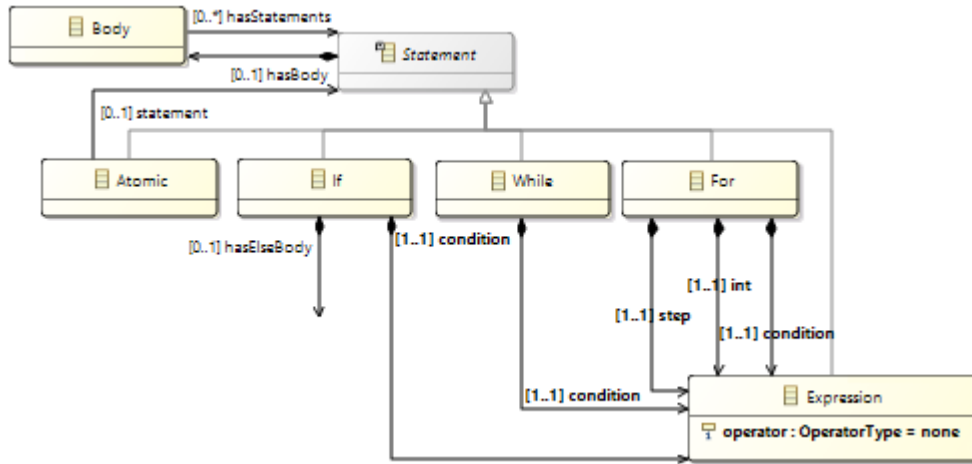 [0..*] hasStatements
Body
Statement
[0..1] hasBody
[0..1] statement
Atomic
If
While
For
[0..1] hasElseBody
[1..1] condition
[1..1] int
[1..1] step
[1..1] condition
[1..1] condition
Expression
operator : OperatorType = none